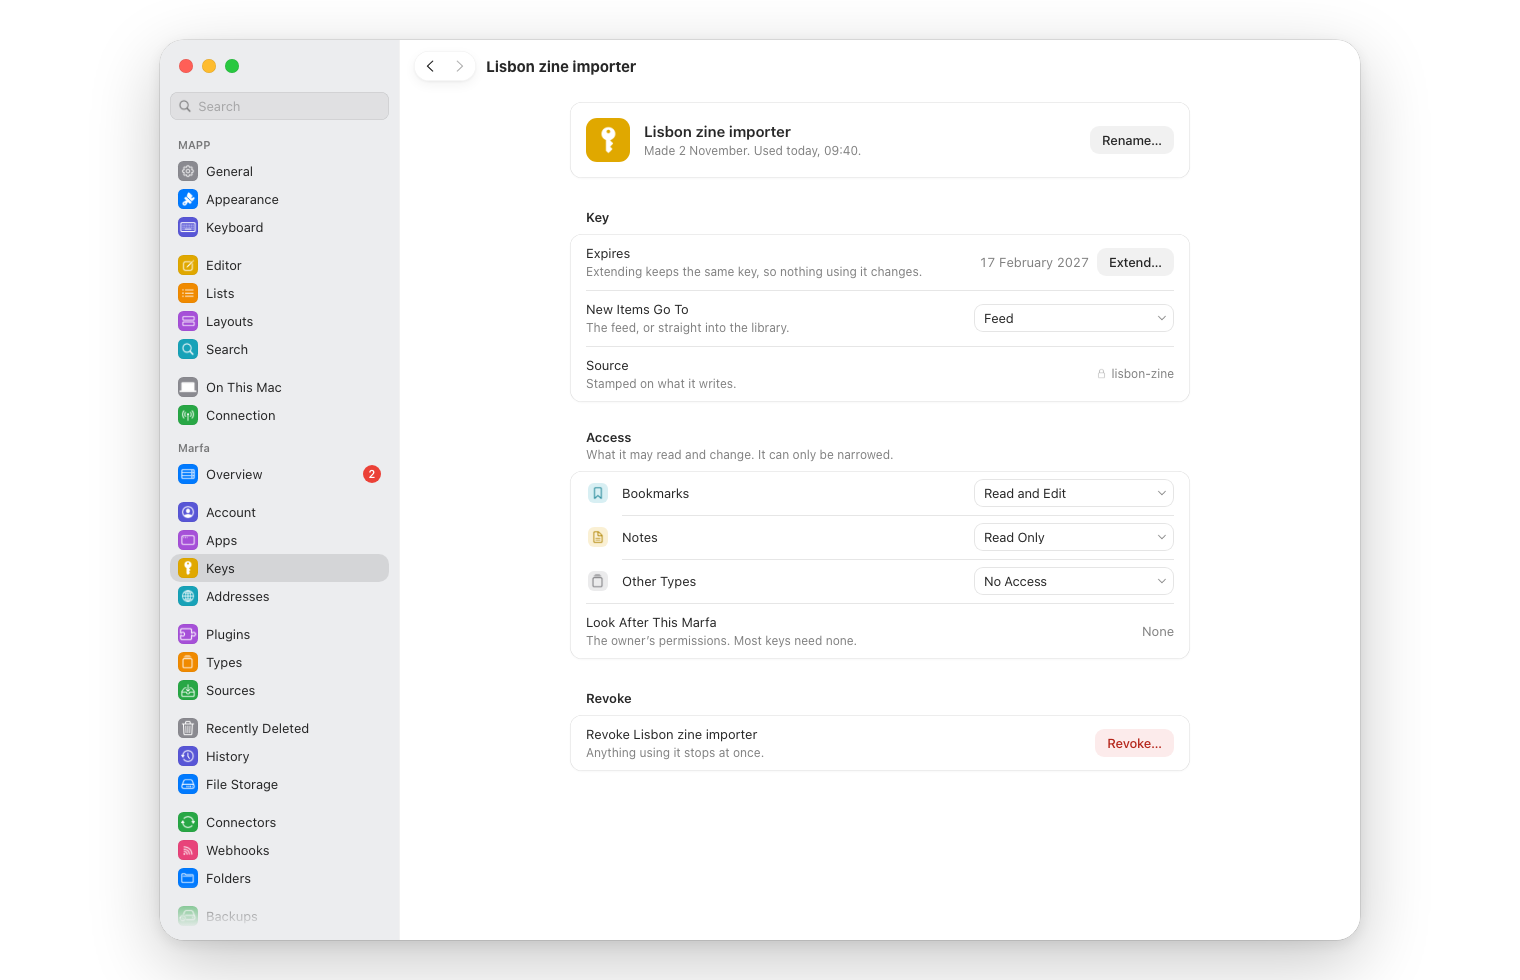 Search
MAPP
General
Appearance
Keyboard
Editor
Lists
Layouts
Search
On This Mac
Connection
Marfa
Overview
2
Account
Apps
Keys
Addresses
Plugins
Types
Sources
Recently Deleted
History
File Storage
Connectors
Webhooks
Folders
Backups
Lisbon zine importer
Lisbon zine importer
Made 2 November. Used today, 09:40.
Rename...
Key
Expires
Extending keeps the same key, so nothing using it changes.
17 February 2027
Extend...
New Items Go To
The feed, or straight into the library.
Feed
Source
Stamped on what it writes.
lisbon-zine
Access
What it may read and change. It can only be narrowed.
Bookmarks
Read and Edit
Notes
Read Only
Other Types
No Access
Look After This Marfa
The owner's permissions. Most keys need none.
None
Revoke
Revoke Lisbon zine importer
Anything using it stops at once.
Revoke...